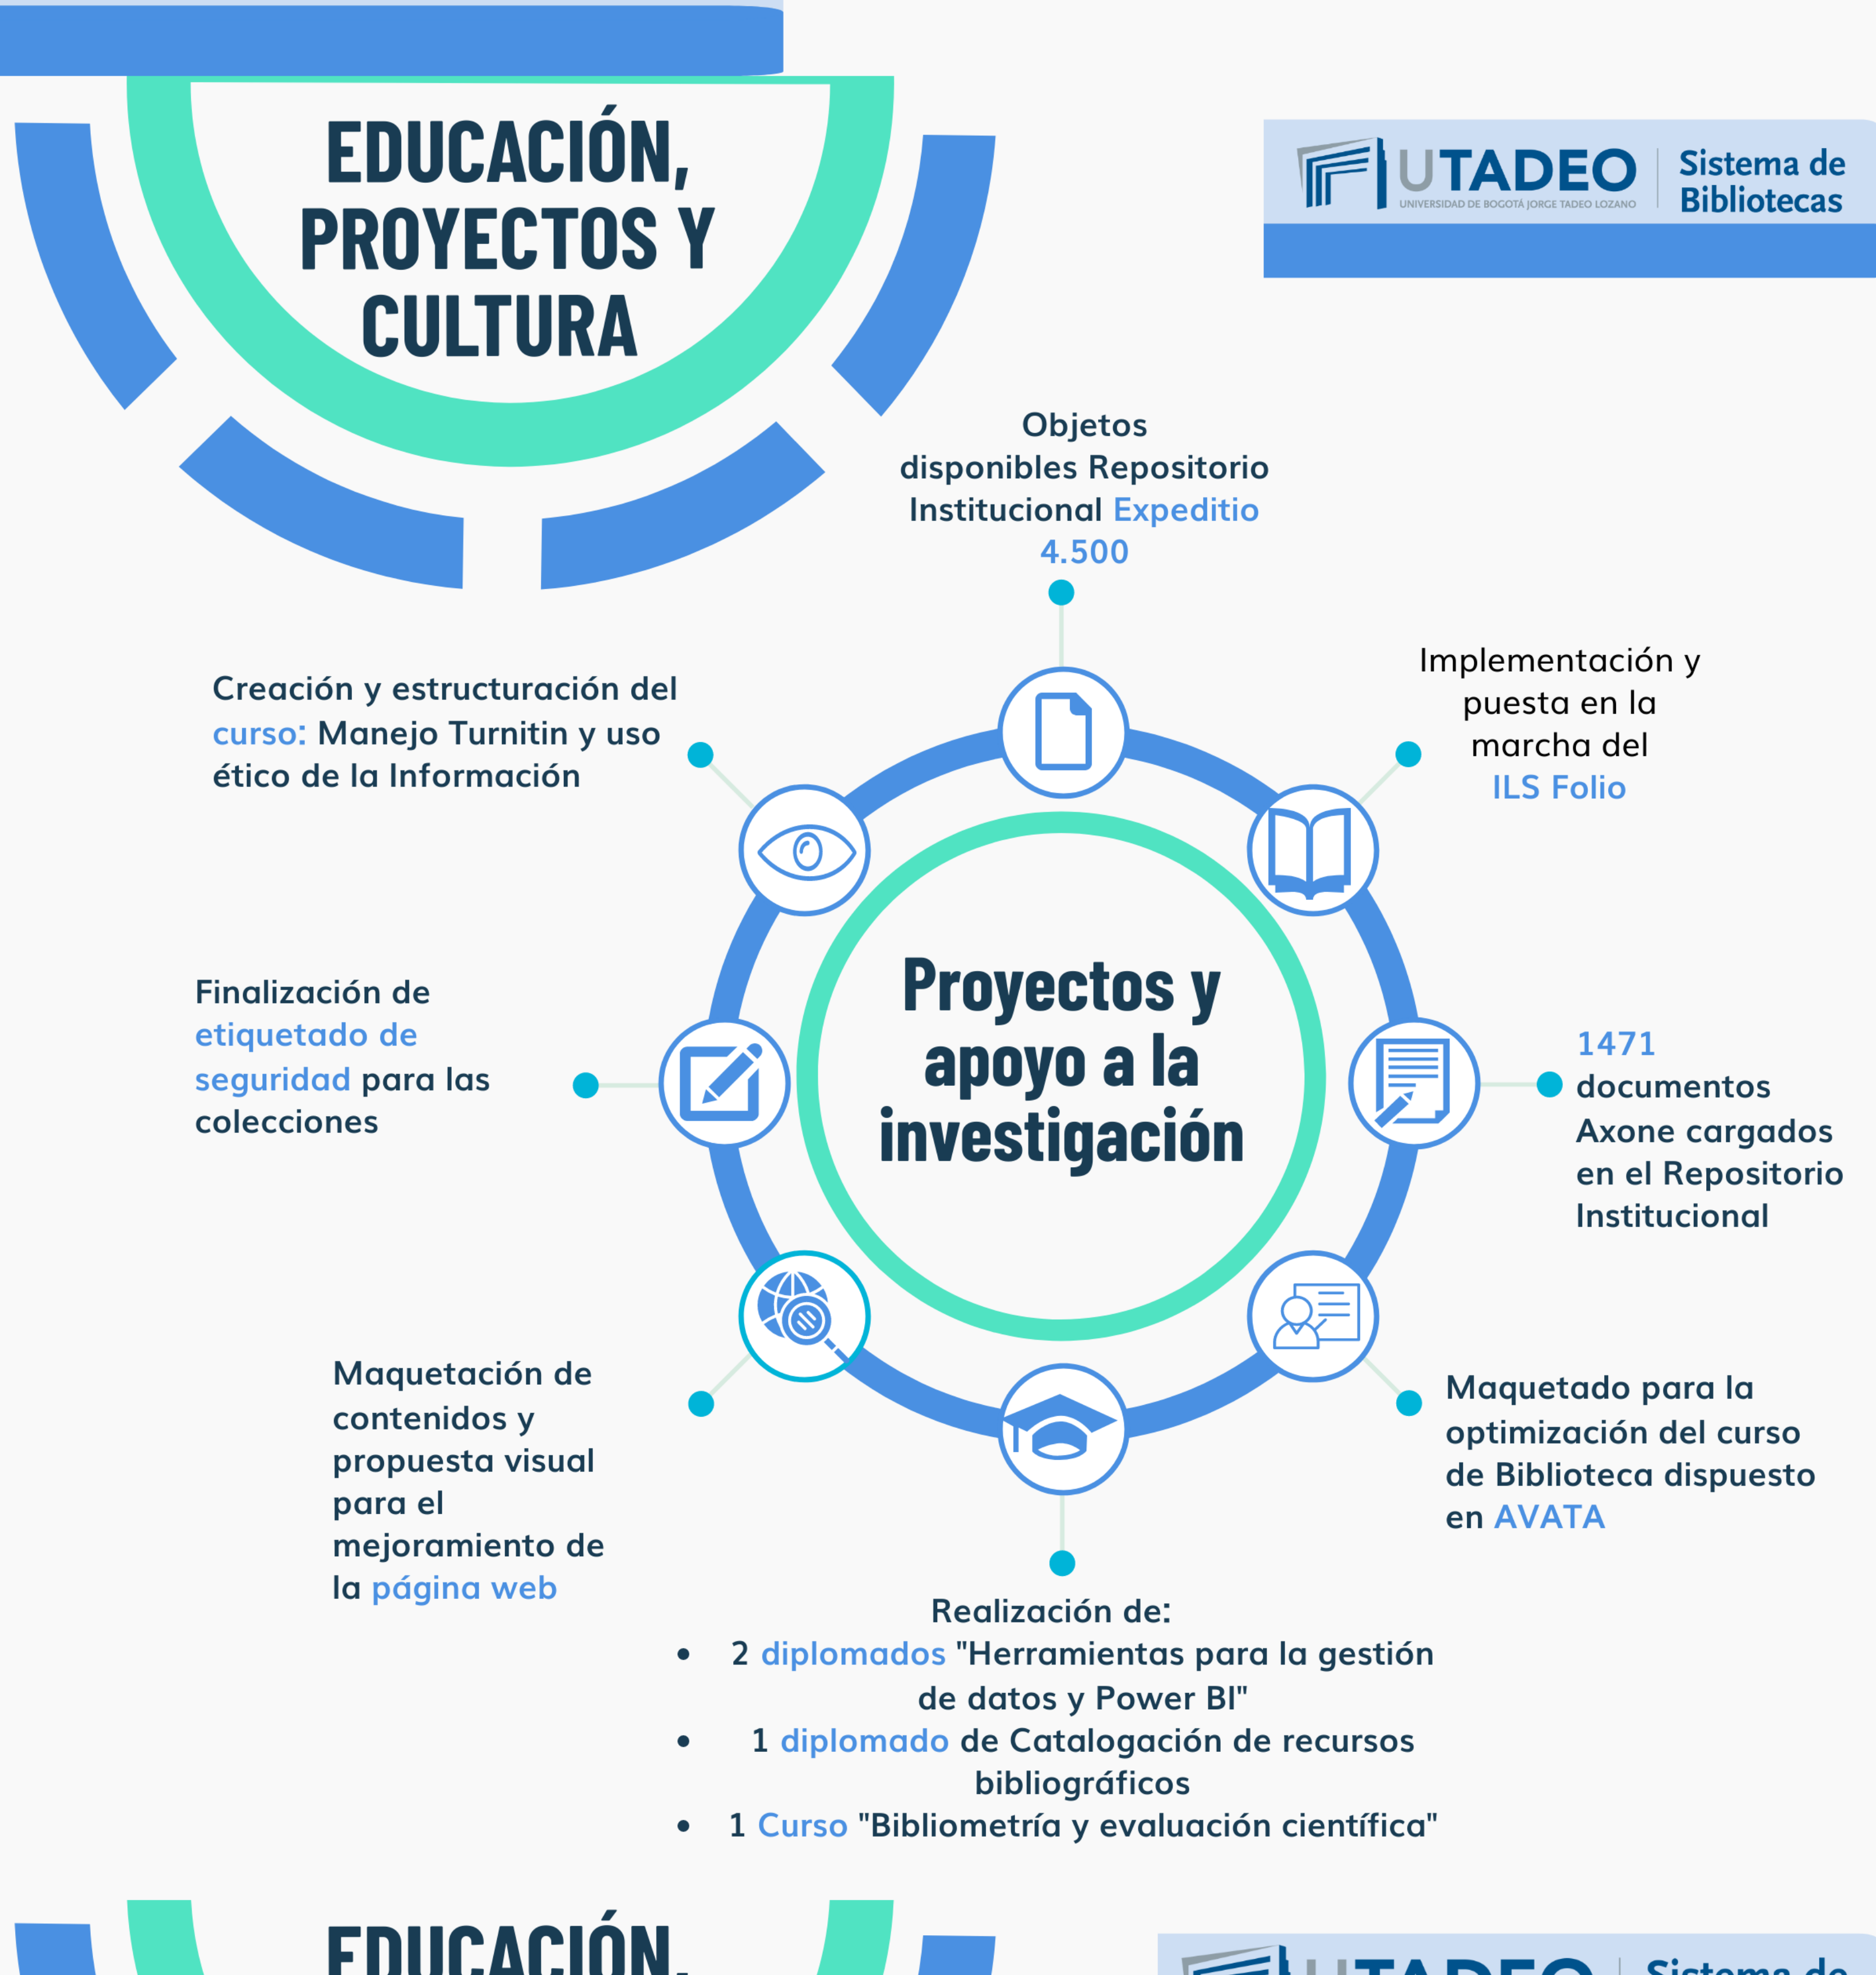 EDUCACIÓN,
PROYECTOS Y
CULTURA
UTADEO
UNIVERSIDAD DE BOGOTÁ JORGE TADEO LOZANO
Sistema de
Bibliotecas
Objetos
disponibles Repositorio
Institucional Expeditio
4.500
Implementación y
puesta en la
marcha del
ILS Folio
Creación y estructuración del
curso: Manejo Turnitin y uso
ético de la Información
Proyectos y
apoyo a la
investigación
Finalización de
etiquetado de
seguridad para las
colecciones
1471
documentos
Axone cargados
en el Repositorio
Institucional
Maquetación de
contenidos y
propuesta visual
para el
mejoramiento de
la página web
Maquetado para la
optimización del curso
de Biblioteca dispuesto
en AVATA
Realización de:
• 2 diplomados "Herramientas para la gestión
de datos y Power BI"
• 1 diplomado de Catalogación de recursos
bibliográficos
• 1 Curso "Bibliometría y evaluación científica"
EDUCACIÓN,
UTADEO
Sistema de